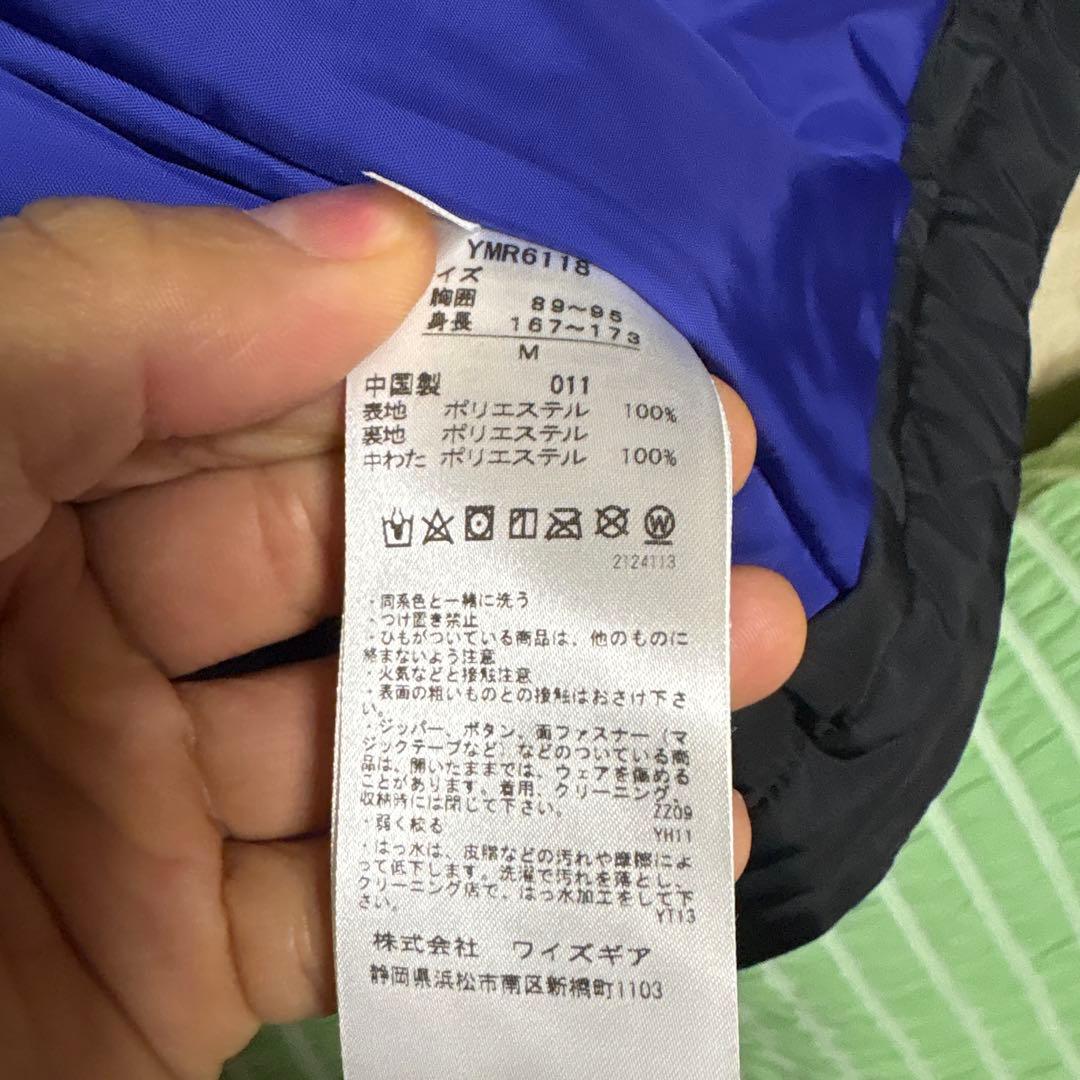 YMR6118
イズ
胸囲 89～95
身長 167～173
M
中国製 011
表地 ポリエステル 100%
裏地 ポリエステル
中わた ポリエステル 100%
W
2124113
・同系色と一緒に洗う
・つけ置き禁止
・ひもがついている商品は、他のものに
絡まないよう注意
・火気などと接触注意
・表面の粗いものとの接触はおさけ下さ
い。
・ジッパー、ボタン、面ファスナー（マ
ジックテープなど）などのついている商
品は、開いたままでは、ウェアを傷める
ことがあります。着用、クリーニング、
収納時には閉じて下さい。 ZZ09
・弱く絞る YH11
・はっ水は、皮脂などの汚れや摩擦によ
って低下します。洗濯で汚れを落とし、
クリーニング店で、はっ水加工をして下
さい。 YT13
株式会社 ワイズギア
静岡県浜松市南区新橋町1103